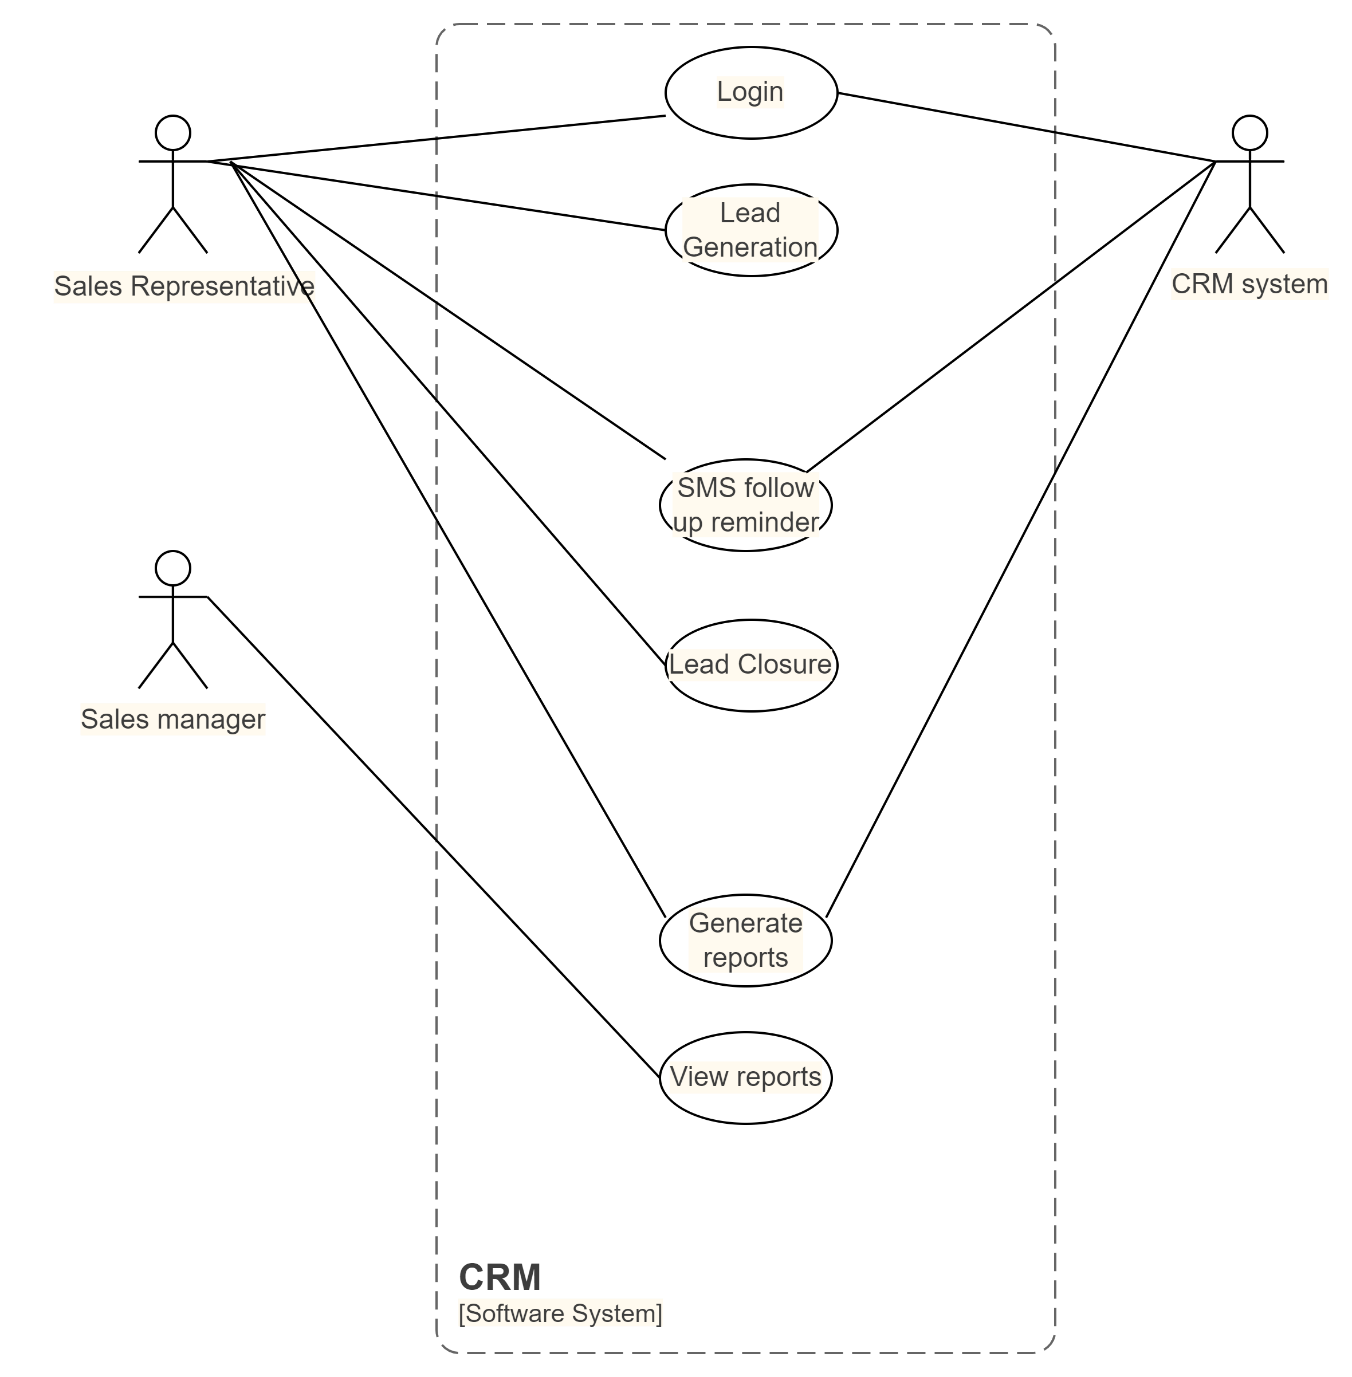 Login
Lead
Generation
Sales Representative
CRM system
SMS follow
up reminder
Lead Closure
Sales manager
Generate
reports
View reports
CRM
[Software System]